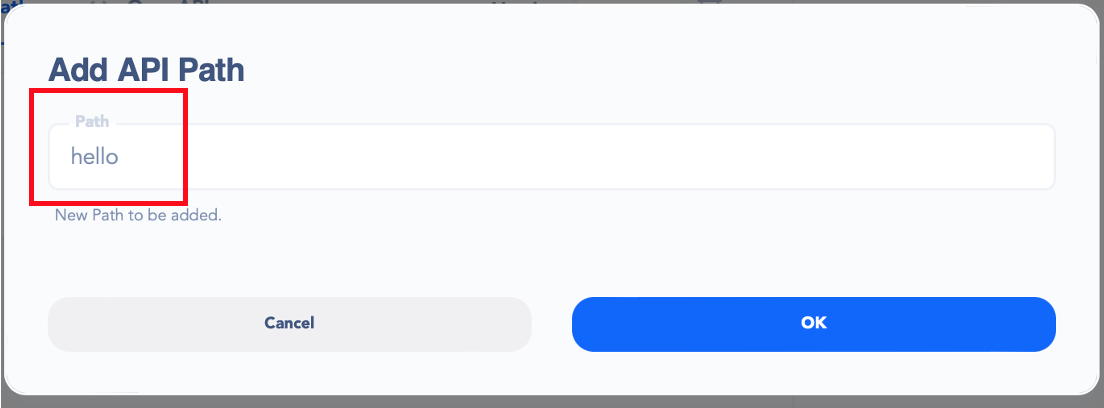 Add API Path
Path
hello
New Path to be added.
Cancel
OK